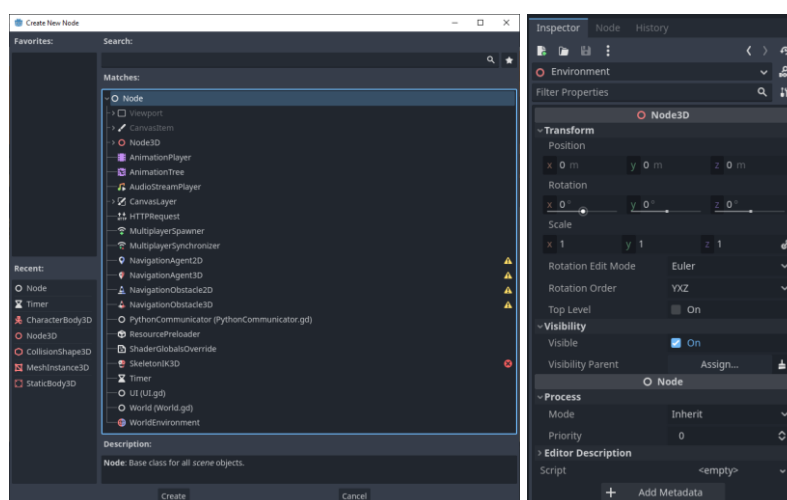 Create New Node
Favorites:
Search:
Matches:
Node
Viewport
CanvasItem
Node3D
AnimationPlayer
AnimationTree
AudioStreamPlayer
CanvasLayer
HTTPRequest
MultiplayerSpawner
MultiplayerSynchronizer
NavigationAgent2D
NavigationAgent3D
NavigationObstacle2D
NavigationObstacle3D
PythonCommunicator (PythonCommunicator.gd)
ResourcePreloader
ShaderGlobalsOverride
SkeletonIK3D
Timer
UI (UI.gd)
World (World.gd)
WorldEnvironment
Recent:
Node
Timer
CharacterBody3D
Node3D
CollisionShape3D
MeshInstance3D
StaticBody3D
Description:
Node: Base class for all scene objects.
Create Cancel
Inspector Node History
Environment
Filter Properties
Node3D
Transform
Position
x 0 m y 0 m z 0 m
Rotation
x 0 ° y 0 ° z 0 °
Scale
x 1 y 1 z 1
Rotation Edit Mode Euler
Rotation Order YXZ
Top Level On
Visibility
Visible On
Visibility Parent Assign...
Node
Process
Mode Inherit
Priority 0
Editor Description
Script <empty>
+ Add Metadata